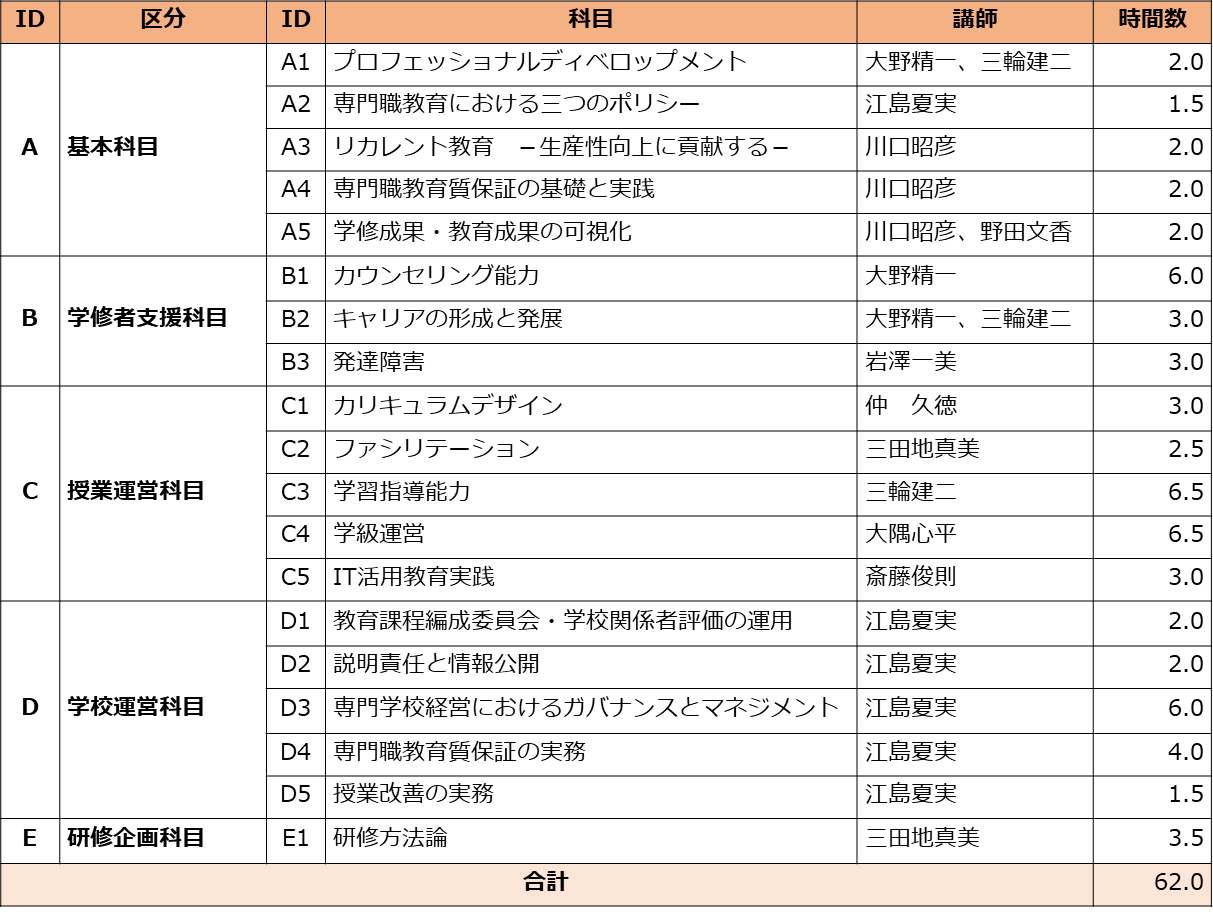 ID 区分 ID 科目 講師 時間数
A 基本科目
A1 プロフェッショナルディベロップメント 大野精一、三輪建二 2.0
A2 専門職教育における三つのポリシー 江島夏実 1.5
A3 リカレント教育　－生産性向上に貢献する－ 川口昭彦 2.0
A4 専門職教育質保証の基礎と実践 川口昭彦 2.0
A5 学修成果・教育成果の可視化 川口昭彦、野田文香 2.0
B 学修者支援科目
B1 カウンセリング能力 大野精一 6.0
B2 キャリアの形成と発展 大野精一、三輪建二 3.0
B3 発達障害 岩澤一美 3.0
C 授業運営科目
C1 カリキュラムデザイン 仲　久徳 3.0
C2 ファシリテーション 三田地真美 2.5
C3 学習指導能力 三輪建二 6.5
C4 学級運営 大隅心平 6.5
C5 IT活用教育実践 斎藤俊則 3.0
D 学校運営科目
D1 教育課程編成委員会・学校関係者評価の運用 江島夏実 2.0
D2 説明責任と情報公開 江島夏実 2.0
D3 専門学校経営におけるガバナンスとマネジメント 江島夏実 6.0
D4 専門職教育質保証の実務 江島夏実 4.0
D5 授業改善の実務 江島夏実 1.5
E 研修企画科目 E1 研修方法論 三田地真美 3.5
合計 62.0